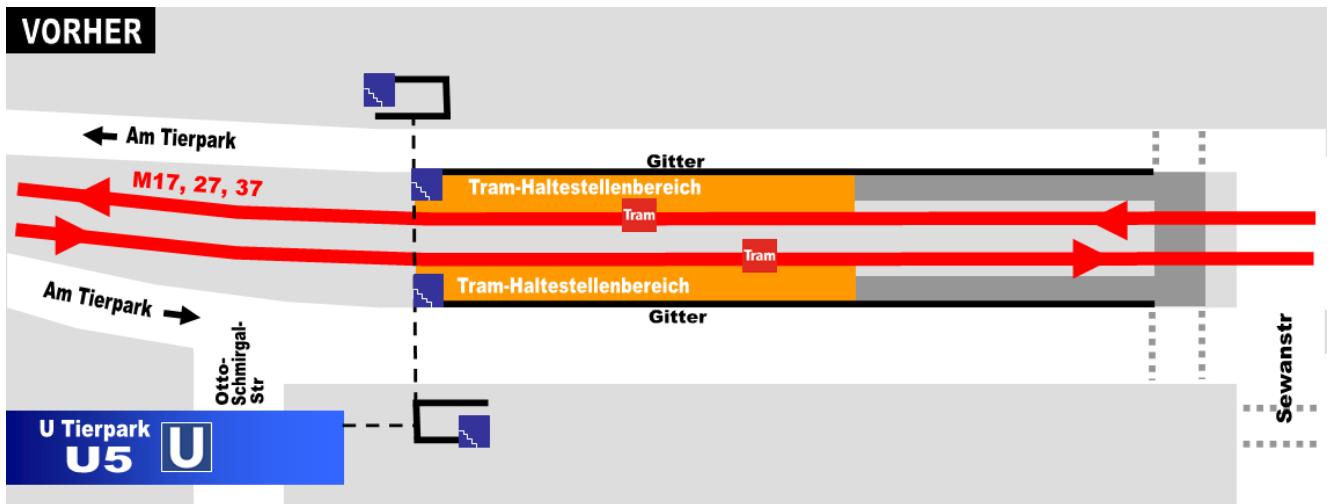 VORHER
Am Tierpark
Gitter
M17, 27, 37
Tram-Haltestellenbereich
Tram
Tram
Tram-Haltestellenbereich
Am Tierpark
Gitter
Otto-
Schmirgal-
Str
Sewanstr
U Tierpark
U5
U